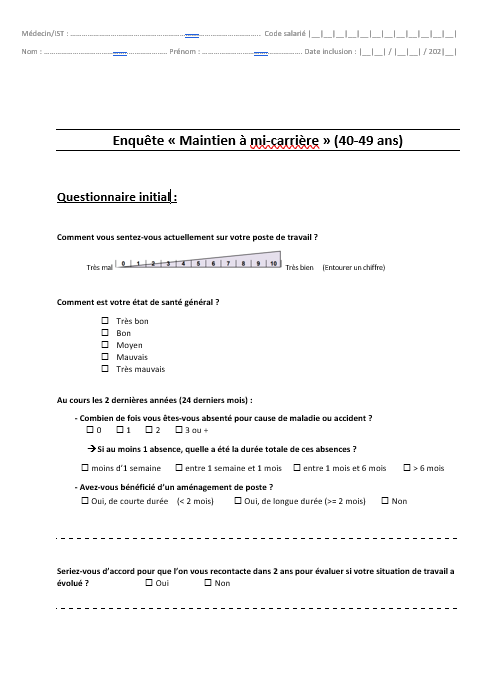 Médecin/IST : ................................................................................ Code salarié |__|__|__|__|__|__|__|__|__|__|__|__|
Nom : ............................................................ Prénom : ........................................................ Date inclusion : |__|__| / |__|__| / 202|__|
Enquête « Maintien à mi-carrière » (40-49 ans)
Questionnaire initial :
Comment vous sentez-vous actuellement sur votre poste de travail ?
Très mal 0 1 2 3 4 5 6 7 8 9 10 Très bien (Entourer un chiffre)
Comment est votre état de santé général ?
☐ Très bon
☐ Bon
☐ Moyen
☐ Mauvais
☐ Très mauvais
Au cours les 2 dernières années (24 derniers mois) :
- Combien de fois vous êtes-vous absenté pour cause de maladie ou accident ?
☐ 0 ☐ 1 ☐ 2 ☐ 3 ou +
→ Si au moins 1 absence, quelle a été la durée totale de ces absences ?
☐ moins d'1 semaine ☐ entre 1 semaine et 1 mois ☐ entre 1 mois et 6 mois ☐ > 6 mois
- Avez-vous bénéficié d'un aménagement de poste ?
☐ Oui, de courte durée (< 2 mois) ☐ Oui, de longue durée (>= 2 mois) ☐ Non
Seriez-vous d'accord pour que l'on vous recontacte dans 2 ans pour évaluer si votre situation de travail a
évolué ? ☐ Oui ☐ Non